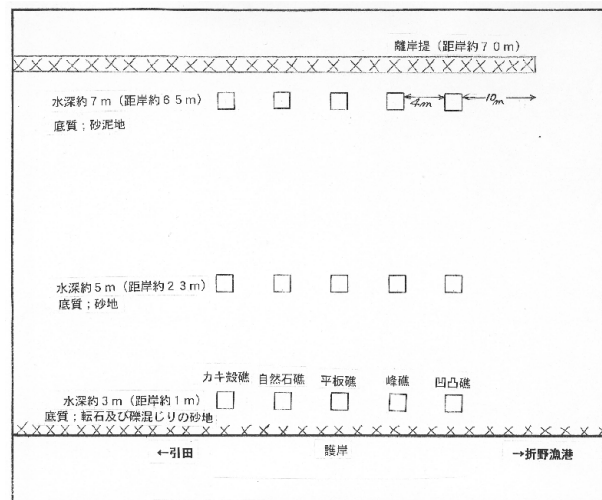 離岸提（距岸約７０ｍ）
水深約７ｍ（距岸約６５ｍ）
4m
10m
底質；砂泥地
水深約５ｍ（距岸約２３ｍ）
底質；砂地
カキ殻礁 自然石礁 平板礁 峰礁 凹凸礁
水深約３ｍ（距岸約１ｍ）
底質；転石及び礫混じりの砂地
←引田 護岸 →折野漁港